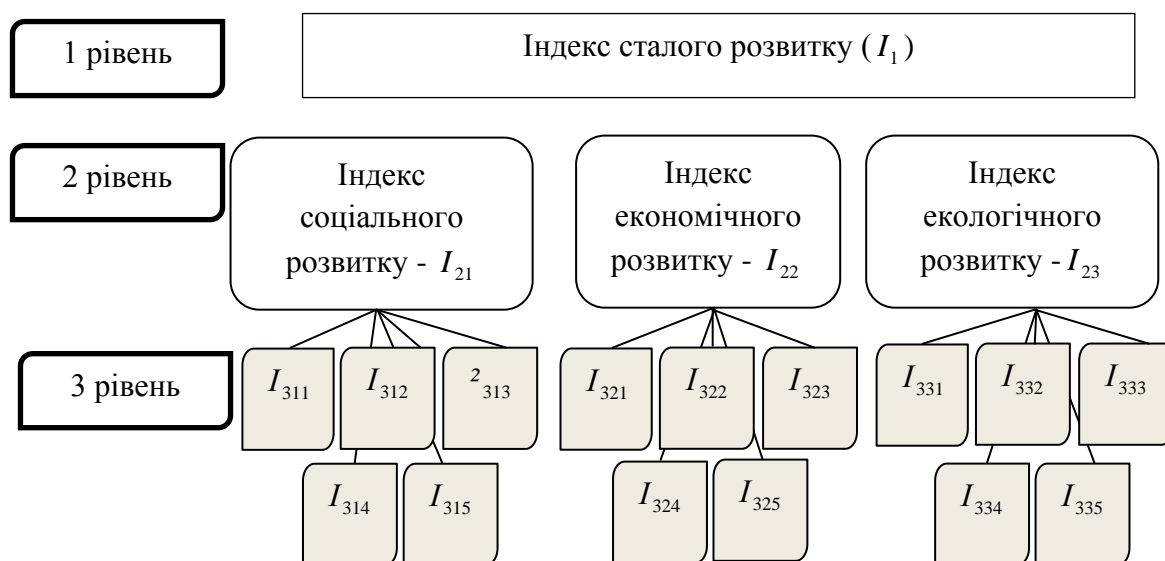 1 рівень
Індекс сталого розвитку (I₁)
2 рівень
Індекс
соціального
розвитку - I₂₁
Індекс
економічного
розвитку - I₂₂
Індекс
екологічного
розвитку - I₂₃
3 рівень
I₃₁₁
I₃₁₂
²₃₁₃
I₃₂₁
I₃₂₂
I₃₂₃
I₃₃₁
I₃₃₂
I₃₃₃
I₃₁₄
I₃₁₅
I₃₂₄
I₃₂₅
I₃₃₄
I₃₃₅